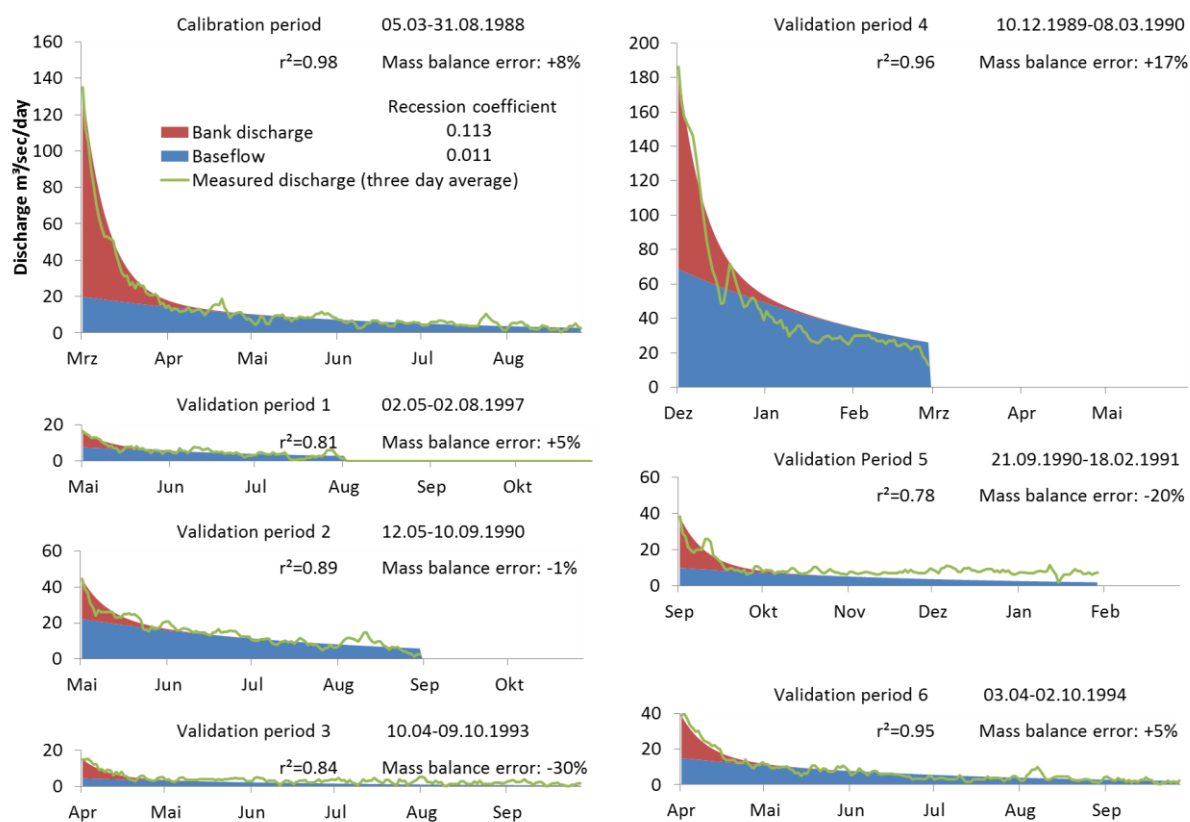 Calibration period 05.03-31.08.1988
r²=0.98 Mass balance error: +8%
Recession coefficient
Bank discharge 0.113
Baseflow 0.011
Measured discharge (three day average)
Discharge m³/sec/day
160
140
120
100
80
60
40
20
0
Mrz Apr Mai Jun Jul Aug
Validation period 1 02.05-02.08.1997
r²=0.81 Mass balance error: +5%
20
0
Mai Jun Jul Aug Sep Okt
Validation period 2 12.05-10.09.1990
r²=0.89 Mass balance error: -1%
60
40
20
0
Mai Jun Jul Aug Sep Okt
Validation period 3 10.04-09.10.1993
r²=0.84 Mass balance error: -30%
20
0
Apr Mai Jun Jul Aug Sep
Validation period 4 10.12.1989-08.03.1990
r²=0.96 Mass balance error: +17%
200
180
160
140
120
100
80
60
40
20
0
Dez Jan Feb Mrz Apr Mai
Validation Period 5 21.09.1990-18.02.1991
r²=0.78 Mass balance error: -20%
60
40
20
0
Sep Okt Nov Dez Jan Feb
Validation period 6 03.04-02.10.1994
r²=0.95 Mass balance error: +5%
40
20
0
Apr Mai Jun Jul Aug Sep